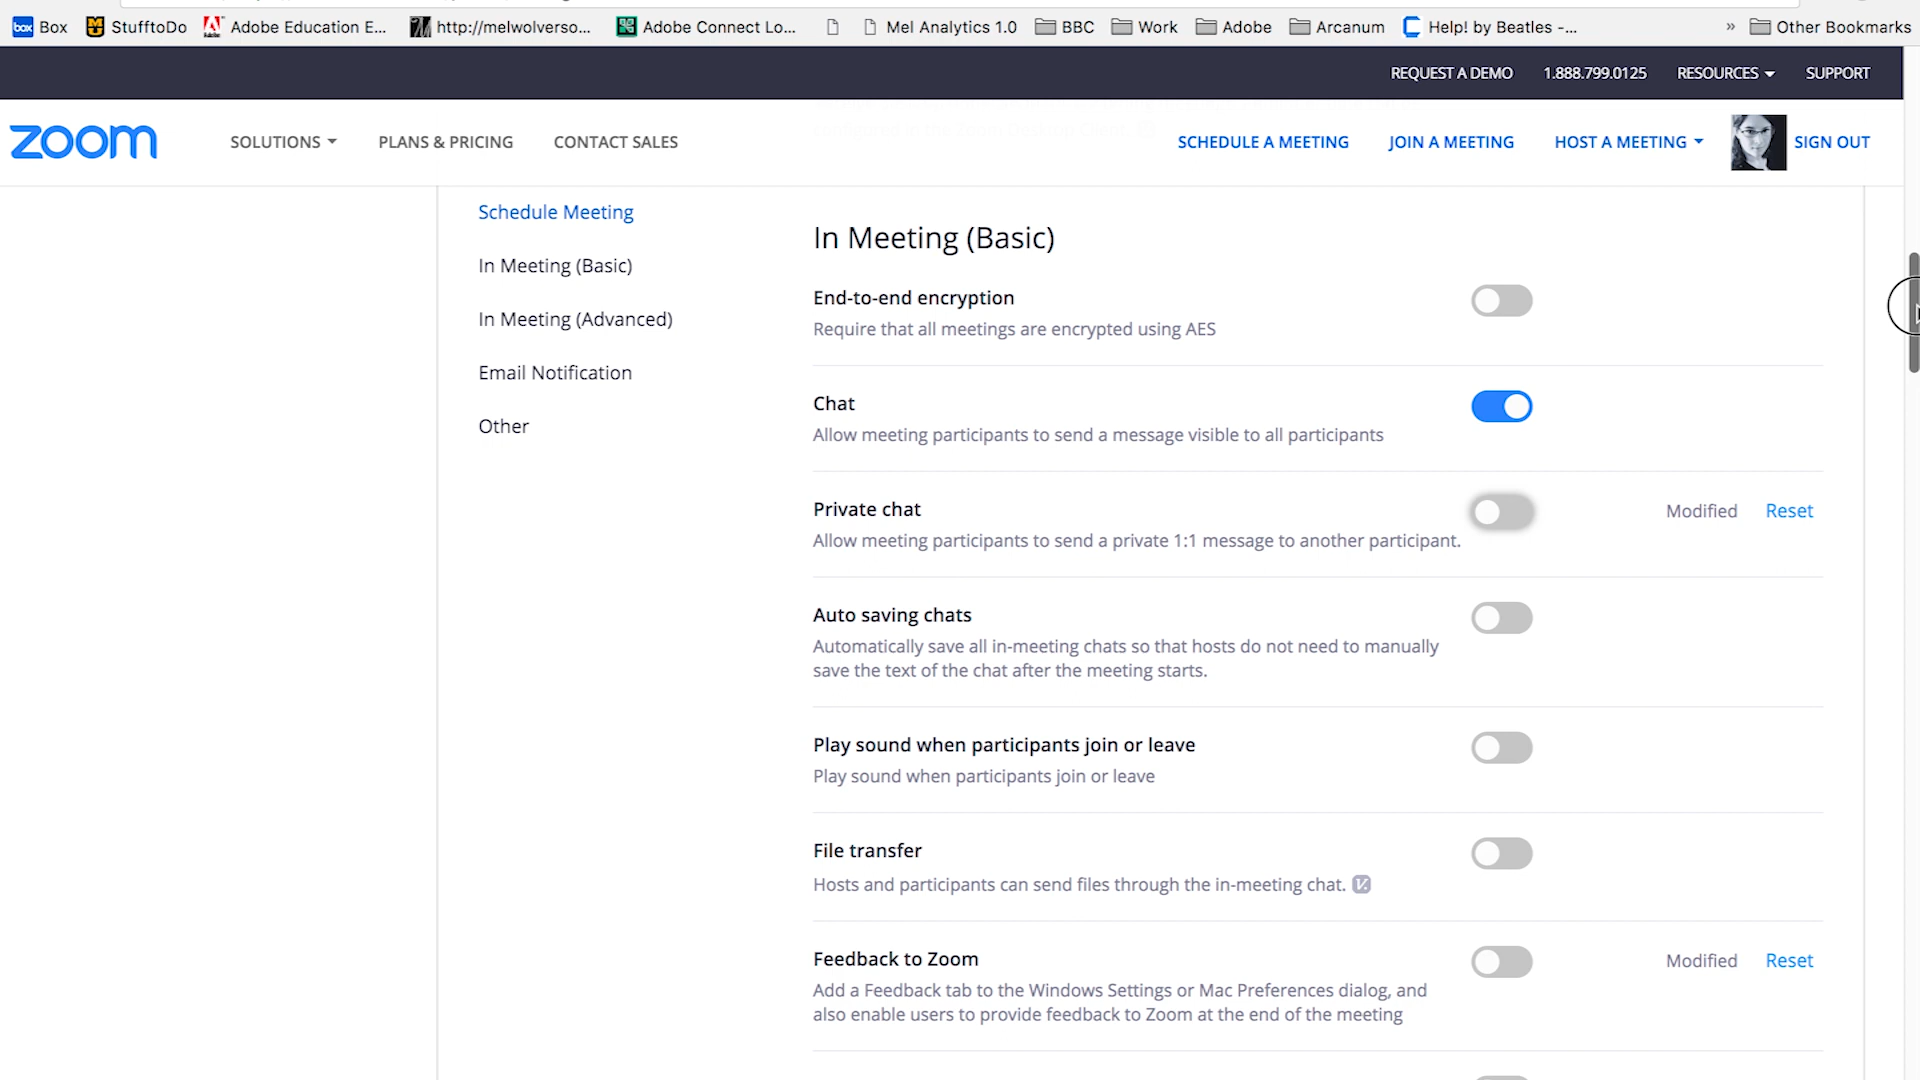 Box StufftoDo Adobe Education E... http://melwolverso... Adobe Connect Lo... Mel Analytics 1.0 BBC Work Adobe Arcanum Help! by Beatles -... » Other Bookmarks
REQUEST A DEMO 1.888.799.0125 RESOURCES SUPPORT
zoom SOLUTIONS PLANS & PRICING CONTACT SALES SCHEDULE A MEETING JOIN A MEETING HOST A MEETING SIGN OUT
Schedule Meeting
In Meeting (Basic)
In Meeting (Advanced)
Email Notification
Other
In Meeting (Basic)
End-to-end encryption
Require that all meetings are encrypted using AES
Chat
Allow meeting participants to send a message visible to all participants
Private chat
Modified Reset
Allow meeting participants to send a private 1:1 message to another participant.
Auto saving chats
Automatically save all in-meeting chats so that hosts do not need to manually
save the text of the chat after the meeting starts.
Play sound when participants join or leave
Play sound when participants join or leave
File transfer
Hosts and participants can send files through the in-meeting chat.
Feedback to Zoom
Modified Reset
Add a Feedback tab to the Windows Settings or Mac Preferences dialog, and
also enable users to provide feedback to Zoom at the end of the meeting